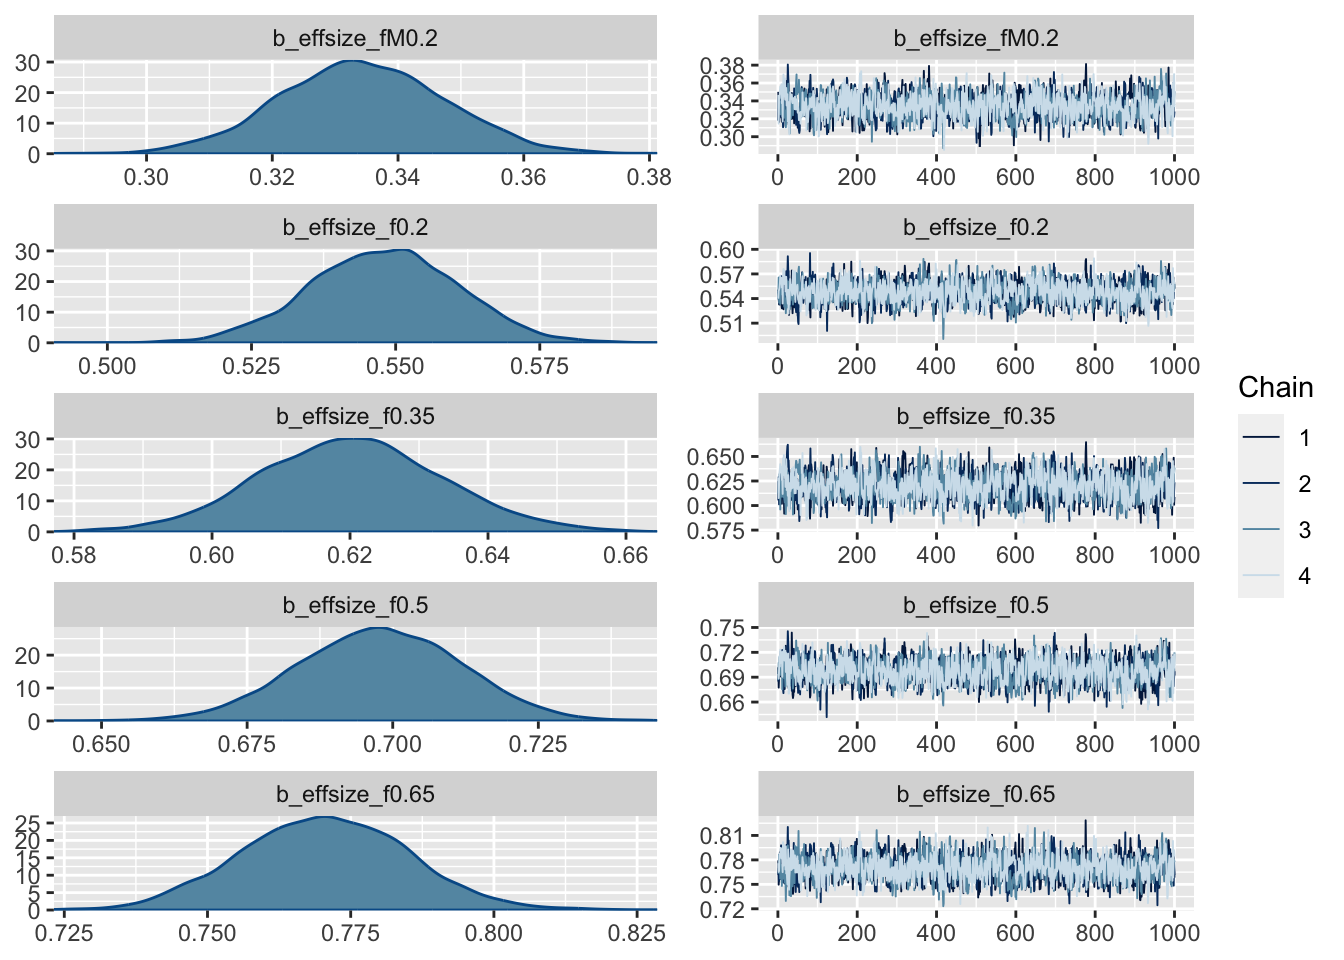 b_effsize_fM0.2
30
20
10
0
0.30 0.32 0.34 0.36 0.38
b_effsize_fM0.2
0.38
0.36
0.34
0.32
0.30
0 200 400 600 800 1000
b_effsize_f0.2
30
20
10
0
0.500 0.525 0.550 0.575
b_effsize_f0.2
0.60
0.57
0.54
0.51
0 200 400 600 800 1000
b_effsize_f0.35
30
20
10
0
0.58 0.60 0.62 0.64 0.66
b_effsize_f0.35
0.650
0.625
0.600
0.575
0 200 400 600 800 1000
b_effsize_f0.5
20
10
0
0.650 0.675 0.700 0.725
b_effsize_f0.5
0.75
0.72
0.69
0.66
0 200 400 600 800 1000
b_effsize_f0.65
25
20
15
10
5
0
0.725 0.750 0.775 0.800 0.825
b_effsize_f0.65
0.81
0.78
0.75
0.72
0 200 400 600 800 1000
Chain
1
2
3
4